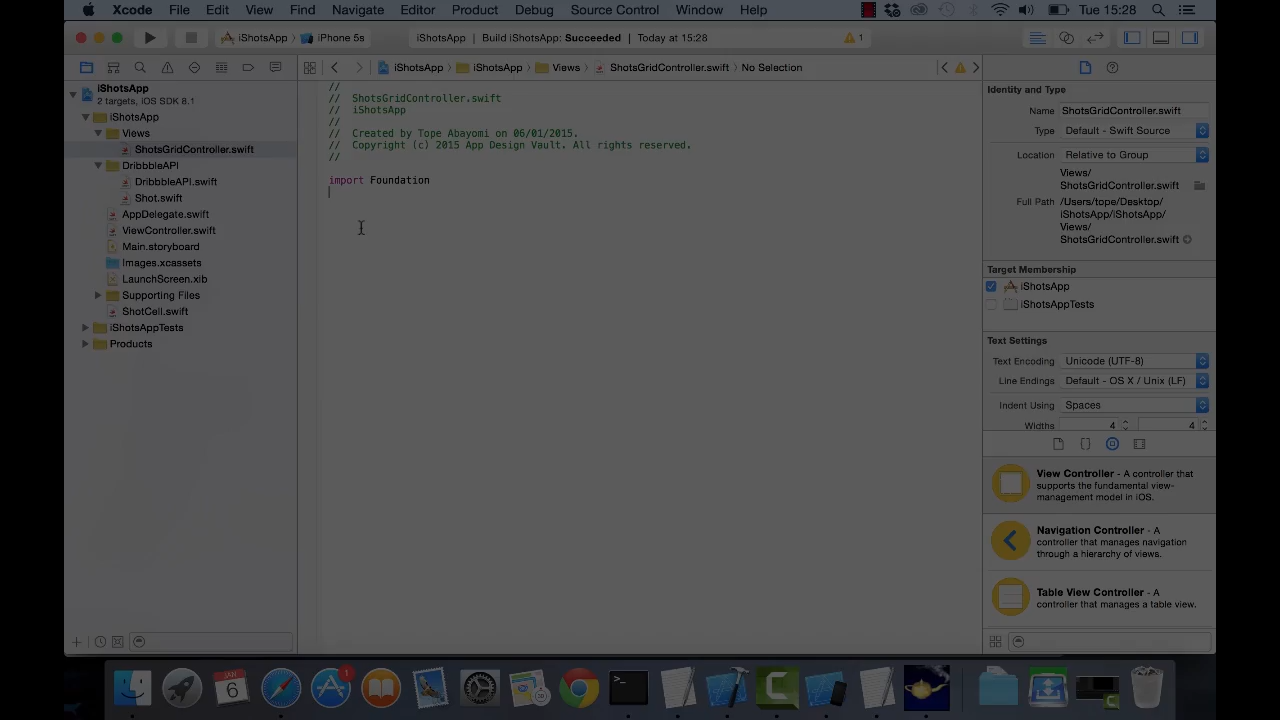 Xcode File Edit View Find Navigate Editor Product Debug Source Control Window Help Tue 15:28
iShotsApp iPhone 5s iShotsApp Build iShotsApp: Succeeded Today at 15:28 1
iShotsApp iShotsApp Views ShotsGridController.swift No Selection
iShotsApp
2 targets, iOS SDK 8.1
iShotsApp
Views
ShotsGridController.swift
DribbbleAPI
DribbbleAPI.swift
Shot.swift
AppDelegate.swift
ViewController.swift
Main.storyboard
Images.xcassets
LaunchScreen.xib
Supporting Files
ShotCell.swift
iShotsAppTests
Products
//
// ShotsGridController.swift
// iShotsApp
//
// Created by Tope Abayomi on 06/01/2015.
// Copyright (c) 2015 App Design Vault. All rights reserved.
//
import Foundation
Identity and Type
Name ShotsGridController.swift
Type Default - Swift Source
Location Relative to Group
Views/
ShotsGridController.swift
Full Path /Users/tope/Desktop/
iShotsApp/iShotsApp/
Views/
ShotsGridController.swift
Target Membership
iShotsApp
iShotsAppTests
Text Settings
Text Encoding Unicode (UTF-8)
Line Endings Default - OS X / Unix (LF)
Indent Using Spaces
Widths 4 4
View Controller - A controller that
supports the fundamental view-
management model in iOS.
Navigation Controller - A
controller that manages navigation
through a hierarchy of views.
Table View Controller - A
controller that manages a table view.
6
1